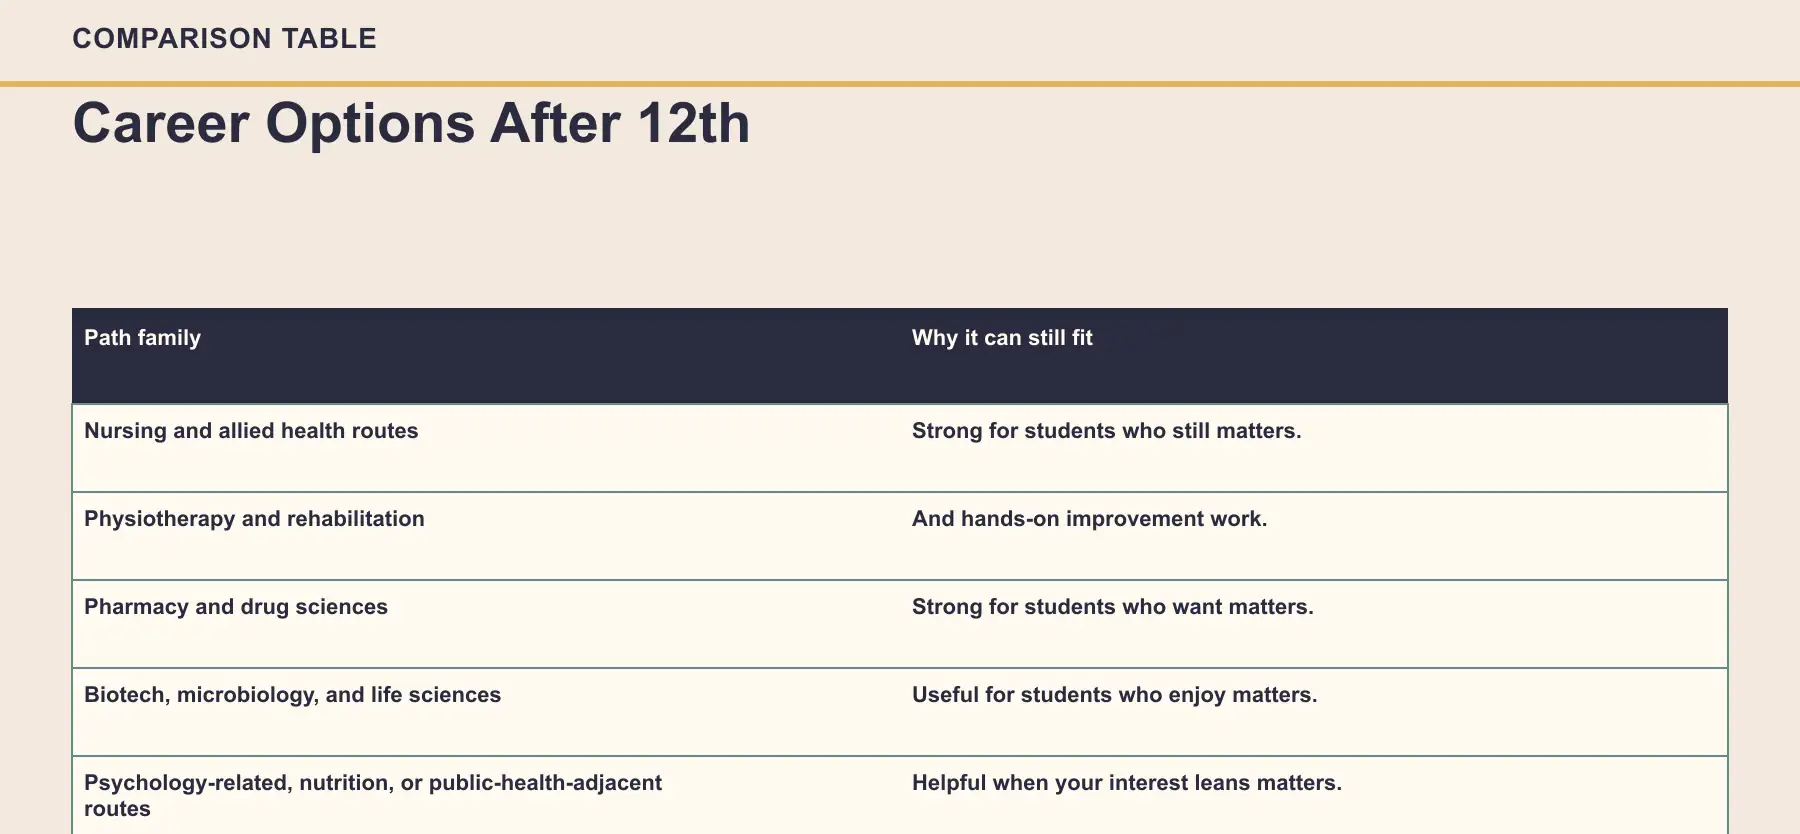 COMPARISON TABLE
Career Options After 12th
Path family
Why it can still fit
Nursing and allied health routes
Strong for students who still matters.
Physiotherapy and rehabilitation
And hands-on improvement work.
Pharmacy and drug sciences
Strong for students who want matters.
Biotech, microbiology, and life sciences
Useful for students who enjoy matters.
Psychology-related, nutrition, or public-health-adjacent
routes
Helpful when your interest leans matters.